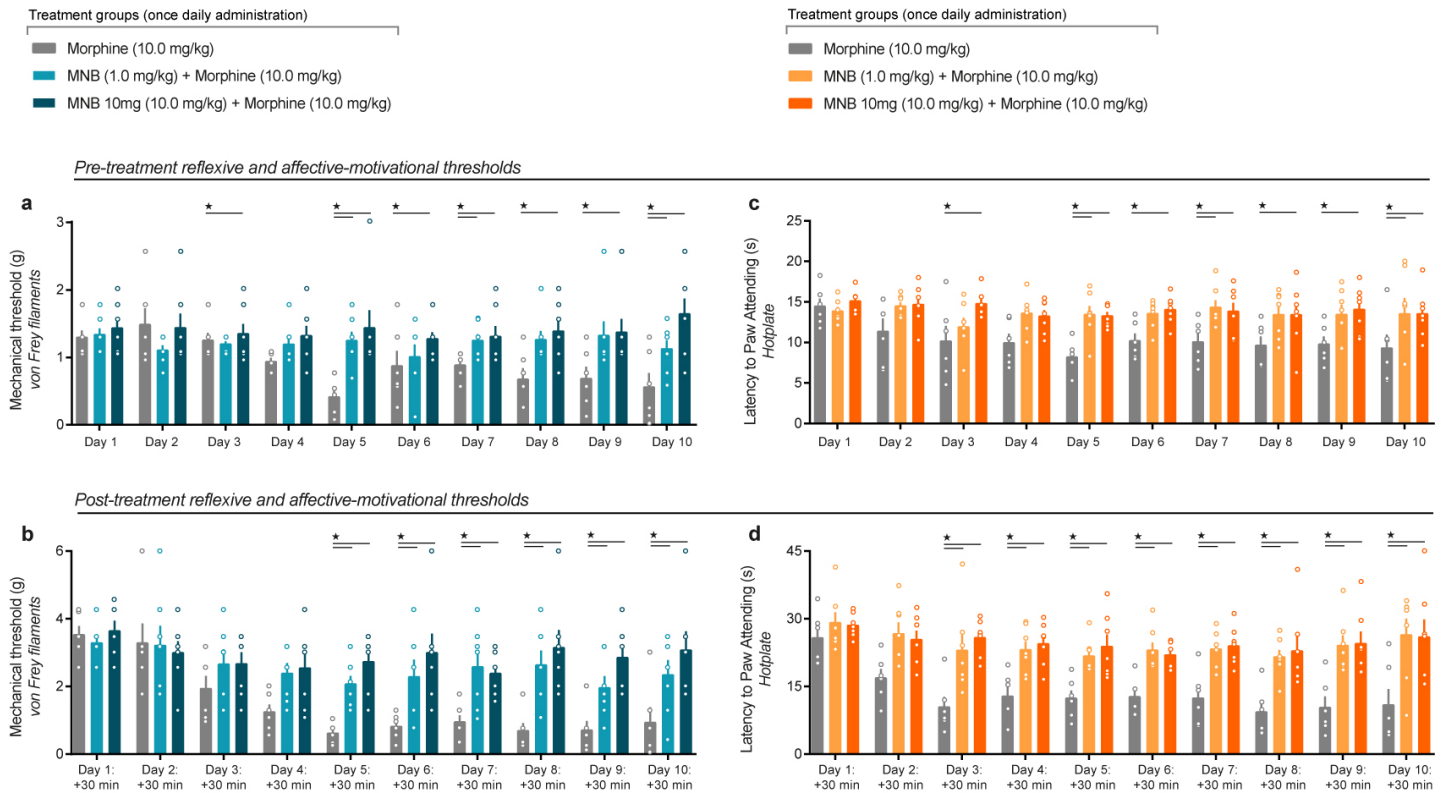 Treatment groups (once daily administration)
Morphine (10.0 mg/kg)
MNB (1.0 mg/kg) + Morphine (10.0 mg/kg)
MNB 10mg (10.0 mg/kg) + Morphine (10.0 mg/kg)
Treatment groups (once daily administration)
Morphine (10.0 mg/kg)
MNB (1.0 mg/kg) + Morphine (10.0 mg/kg)
MNB 10mg (10.0 mg/kg) + Morphine (10.0 mg/kg)
Pre-treatment reflexive and affective-motivational thresholds
a
Mechanical threshold (g)
von Frey filaments
3
2
1
0
Day 1 Day 2 Day 3 Day 4 Day 5 Day 6 Day 7 Day 8 Day 9 Day 10
★ ★ ★ ★ ★ ★ ★
c
Latency to Paw Attending (s)
Hotplate
25
20
15
10
5
0
Day 1 Day 2 Day 3 Day 4 Day 5 Day 6 Day 7 Day 8 Day 9 Day 10
★ ★ ★ ★ ★ ★ ★
Post-treatment reflexive and affective-motivational thresholds
b
Mechanical threshold (g)
von Frey filaments
6
4
2
0
Day 1: Day 2: Day 3: Day 4: Day 5: Day 6: Day 7: Day 8: Day 9: Day 10:
+30 min +30 min +30 min +30 min +30 min +30 min +30 min +30 min +30 min +30 min
★ ★ ★ ★ ★ ★
d
Latency to Paw Attending (s)
Hotplate
45
30
15
0
Day 1: Day 2: Day 3: Day 4: Day 5: Day 6: Day 7: Day 8: Day 9: Day 10:
+30 min +30 min +30 min +30 min +30 min +30 min +30 min +30 min +30 min +30 min
★ ★ ★ ★ ★ ★ ★ ★